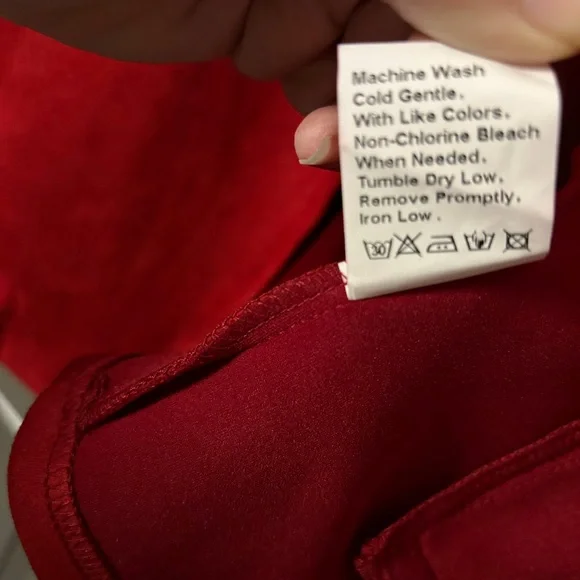 Machine Wash
Cold Gentle.
With Like Colors.
Non-Chlorine Bleach
When Needed.
Tumble Dry Low.
Remove Promptly.
Iron Low .
30